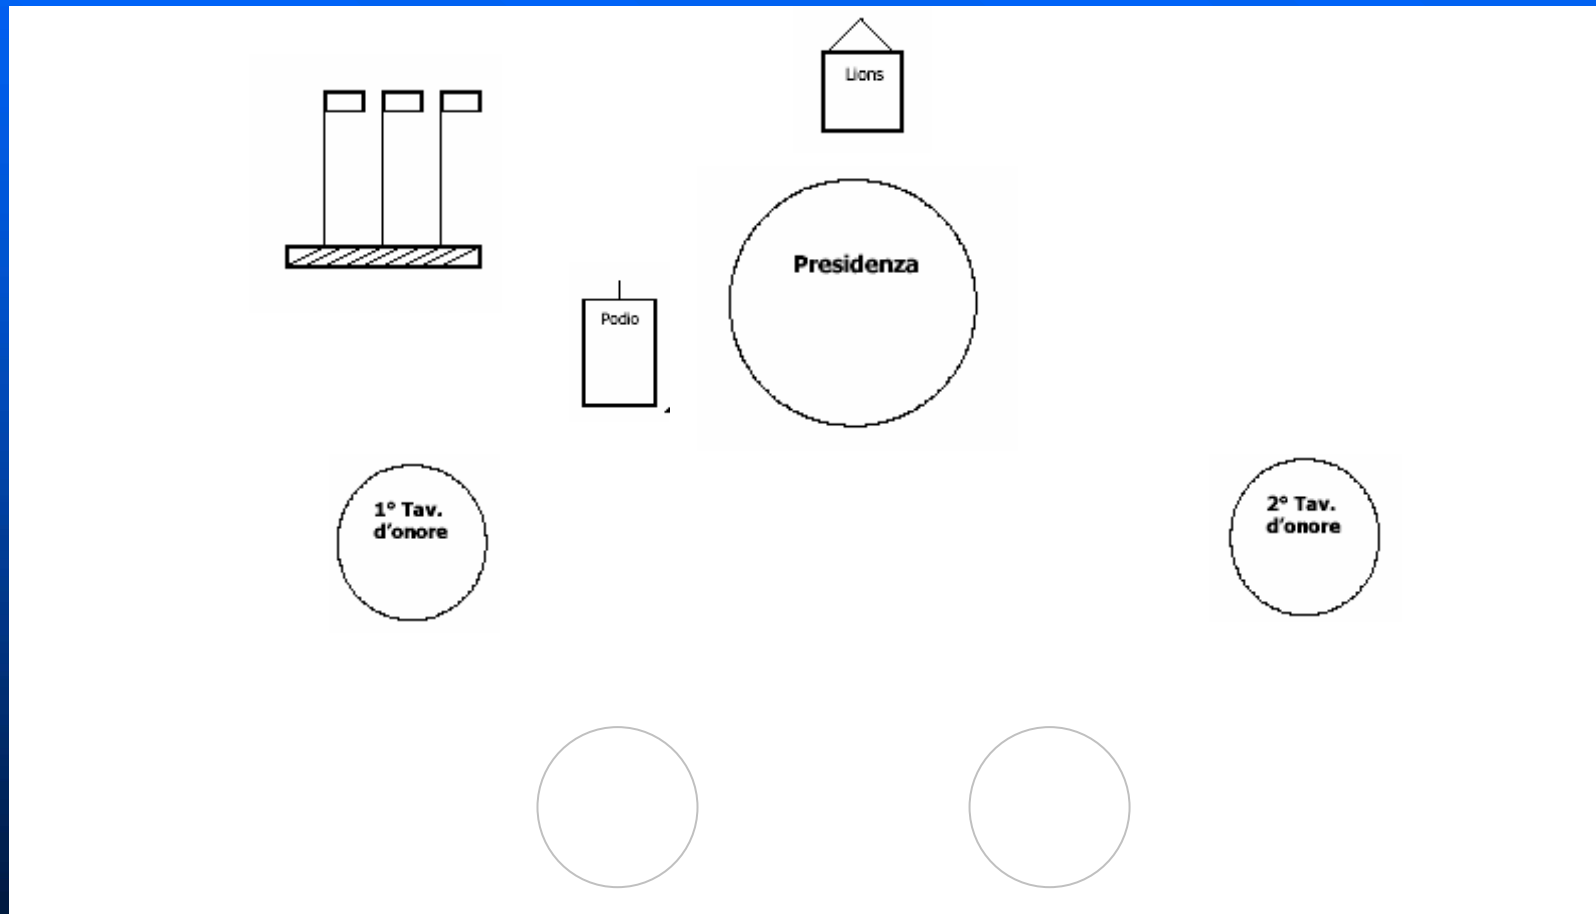 Lions
Presidenza
Podio
1° Tav.
d'onore
2° Tav.
d'onore